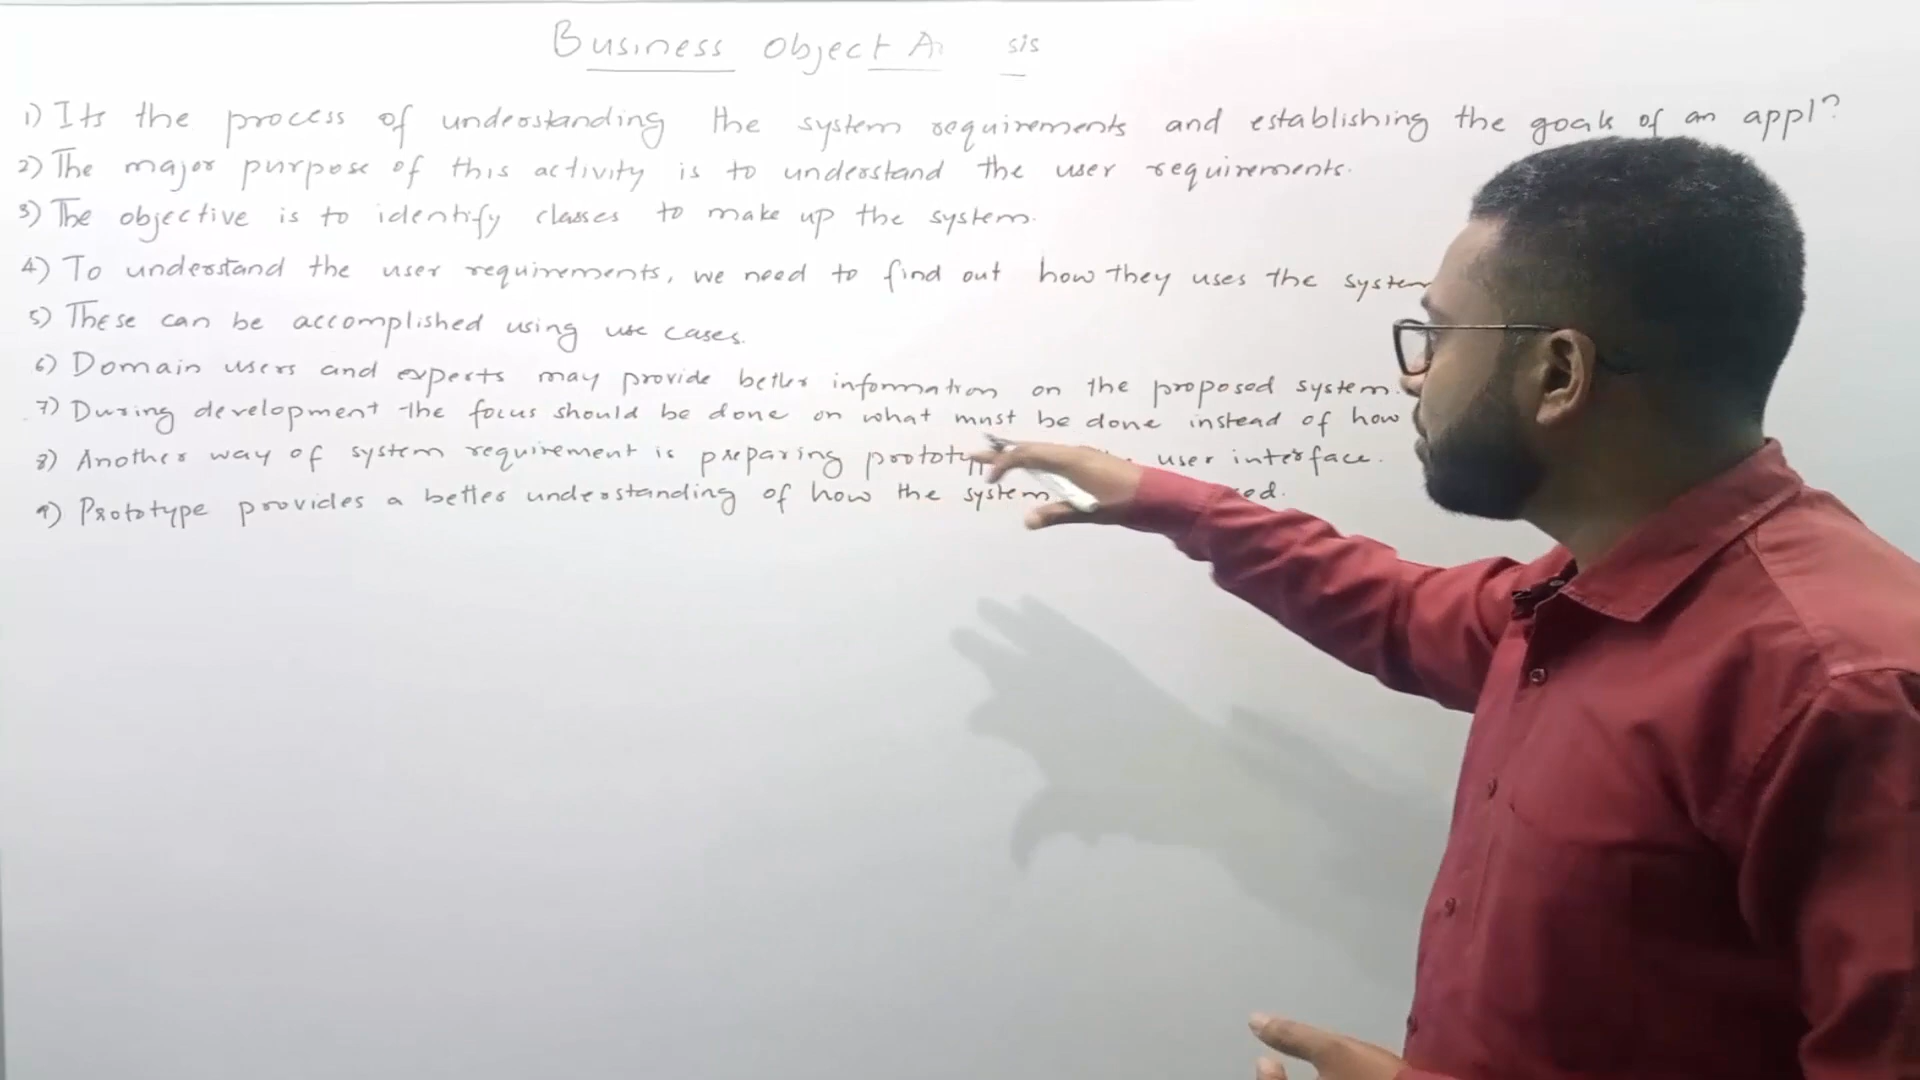 Business Object A sis
1) Its the process of understanding the system requirements and establishing the goals of an appl?
2) The major purpose of this activity is to understand the user requirements.
3) The objective is to identify classes to make up the system.
4) To understand the user requirements, we need to find out how they uses the system
5) These can be accomplished using use cases.
6) Domain users and experts may provide better information on the proposed system.
7) During development the focus should be done on what must be done instead of how
8) Another way of system requirement is preparing user interface.
9) Prototype provides a better understanding of how the system